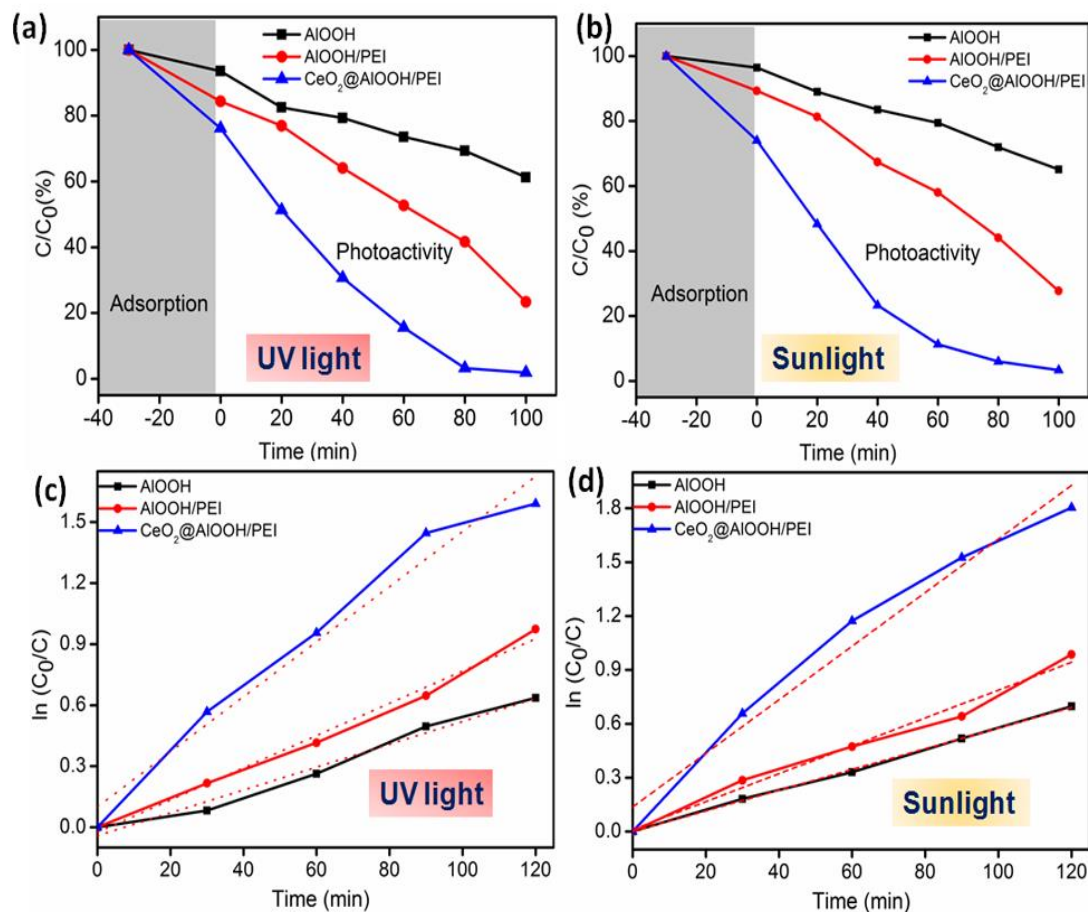 (a)
AlOOH
AlOOH/PEI
CeO2@AlOOH/PEI
100
80
60
40
20
0
C/C0(%)
Adsorption
Photoactivity
UV light
-40 -20 0 20 40 60 80 100
Time (min)
(b)
AlOOH
AlOOH/PEI
CeO2@AlOOH/PEI
100
80
60
40
20
0
C/C0 (%)
Adsorption
Photoactivity
Sunlight
-40 -20 0 20 40 60 80 100
Time (min)
(c)
AlOOH
AlOOH/PEI
CeO2@AlOOH/PEI
1.5
1.2
0.9
0.6
0.3
0.0
ln (C0/C)
UV light
0 20 40 60 80 100 120
Time (min)
(d)
AlOOH
AlOOH/PEI
CeO2@AlOOH/PEI
1.8
1.5
1.2
0.9
0.6
0.3
0.0
ln (C0/C)
Sunlight
0 20 40 60 80 100 120
Time (min)